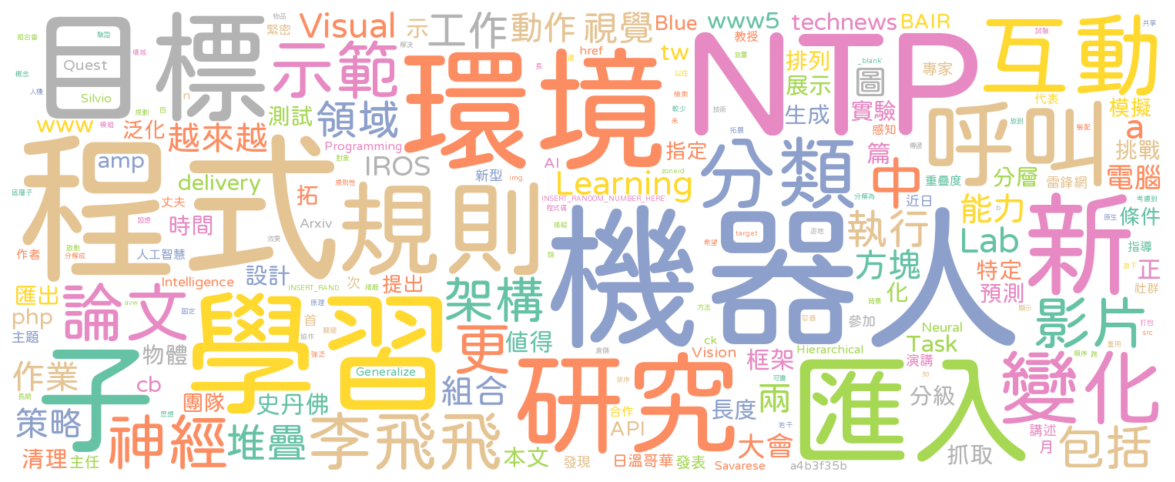 目標
Quest
Silvio
示範
Visual
工作
動作
視覺
Blue
www5
technews
BAIR
互動
環境
NTP
tw
href
教授
排列
展示
圖
專家
www
泛化
越來越
測試
領域
Programming
IROS
指定
生成
實驗
感知
呼叫
模擬
代表
a
挑戰
電腦
程式
規則
amp
delivery
拓
丈夫
時間
Arxiv
新型
AI
Learning
INSERT_RANDOM_NUMBER_HERE
分類
中
篇
重疊度
分層
雷鋒網
近日
能力
條件
新
作者
人工智慧
Intelligence
設計
次
提出
機器人
target
執行
方塊
化
Lab
特定
預測
正
指導
社群
匯出
php
主題
論文
學習
首
架構
更
值得
參加
影片
Neural
Task
Hierarchical
演講
框架
Vision
ck
子
物體
cb
作業
團隊
史丹佛
Generalize
組合
研究
合作
API
長度
兩
匯入
分級
變化
策略
清理
主任
神經
堆疊
李飛飛
本文
發現
日溫哥華
發表
Savarese
大會
a4b3f35b
抓取
講述
月
包括